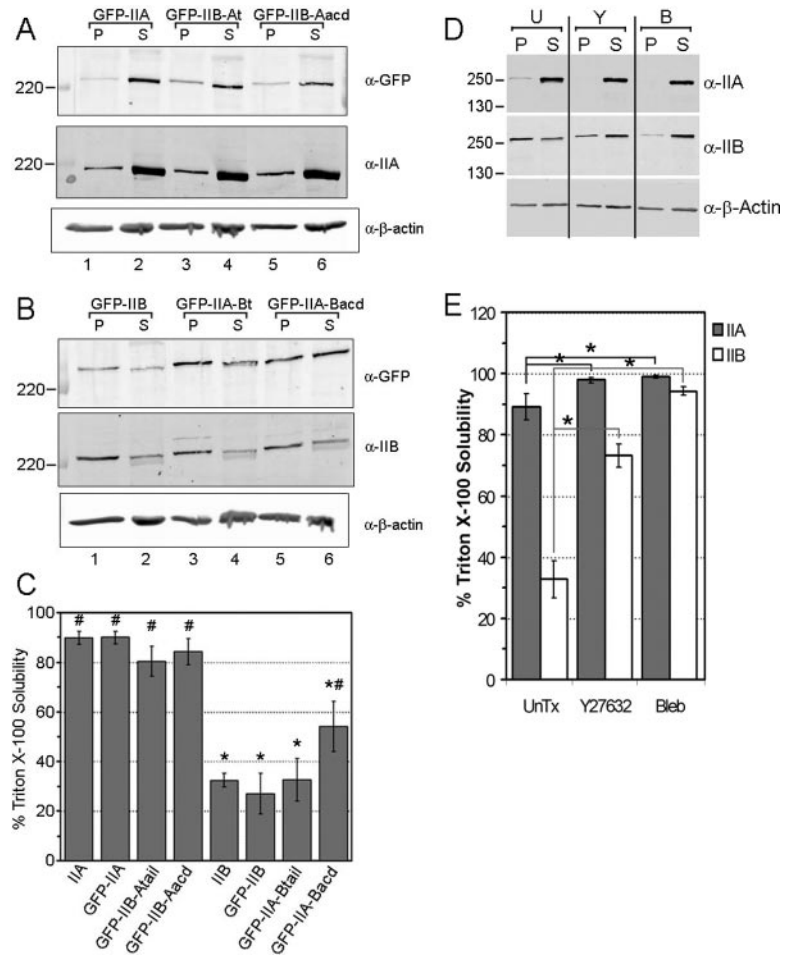 A
GFP-IIA GFP-IIB-At GFP-IIB-Aacd
P S P S P S
220 α-GFP
220 α-IIA
α-β-actin
1 2 3 4 5 6
B
GFP-IIB GFP-IIA-Bt GFP-IIA-Bacd
P S P S P S
220 α-GFP
220 α-IIB
α-β-actin
1 2 3 4 5 6
C
% Triton X-100 Solubility
100
80
60
40
20
0
# # # # * * * *#
IIA GFP-IIA GFP-IIB-Atail GFP-IIB-Aacd IIB GFP-IIB GFP-IIA-Btail GFP-IIA-Bacd
D
U Y B
P S P S P S
250 α-IIA
130
250 α-IIB
130
α-β-Actin
E
% Triton X-100 Solubility
120
100
80
60
40
20
0
* * * *
IIA
IIB
UnTx Y27632 Bleb